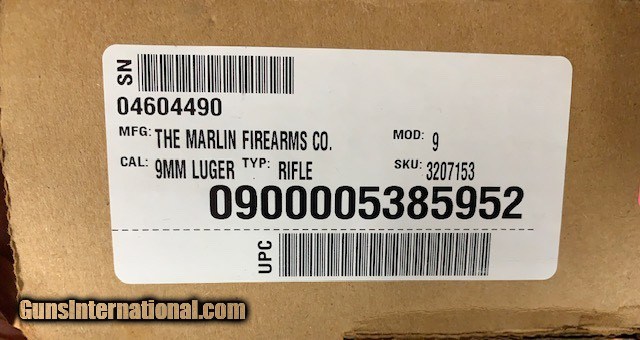 SN
04604490
MFG: THE MARLIN FIREARMS CO. MOD: 9
CAL: 9MM LUGER TYP: RIFLE SKU: 3207153
0900005385952
UPC
GunsInternational.com